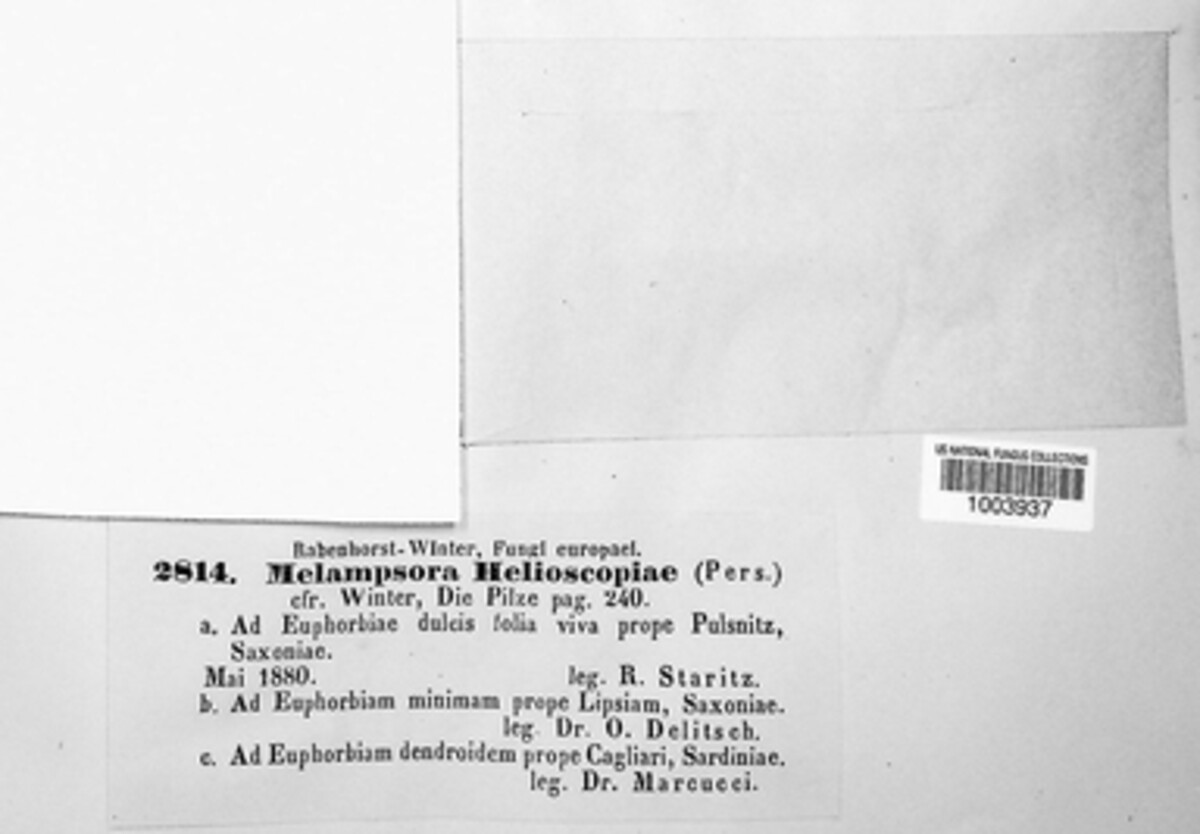 US NATIONAL FUNGUS COLLECTIONS
1003937
Rabenhorst-Winter, Fungi europaei.
2814. Melampsora Helioscopiae (Pers.)
cfr. Winter, Die Pilze pag. 240.
a. Ad Euphorbiae dulcis folia viva prope Pulsnitz,
Saxoniae.
Mai 1880. leg. R. Staritz.
b. Ad Euphorbiam minimam prope Lipsiam, Saxoniae.
leg. Dr. O. Delitsch.
c. Ad Euphorbiam dendroidem prope Cagliari, Sardiniae.
leg. Dr. Marcucci.